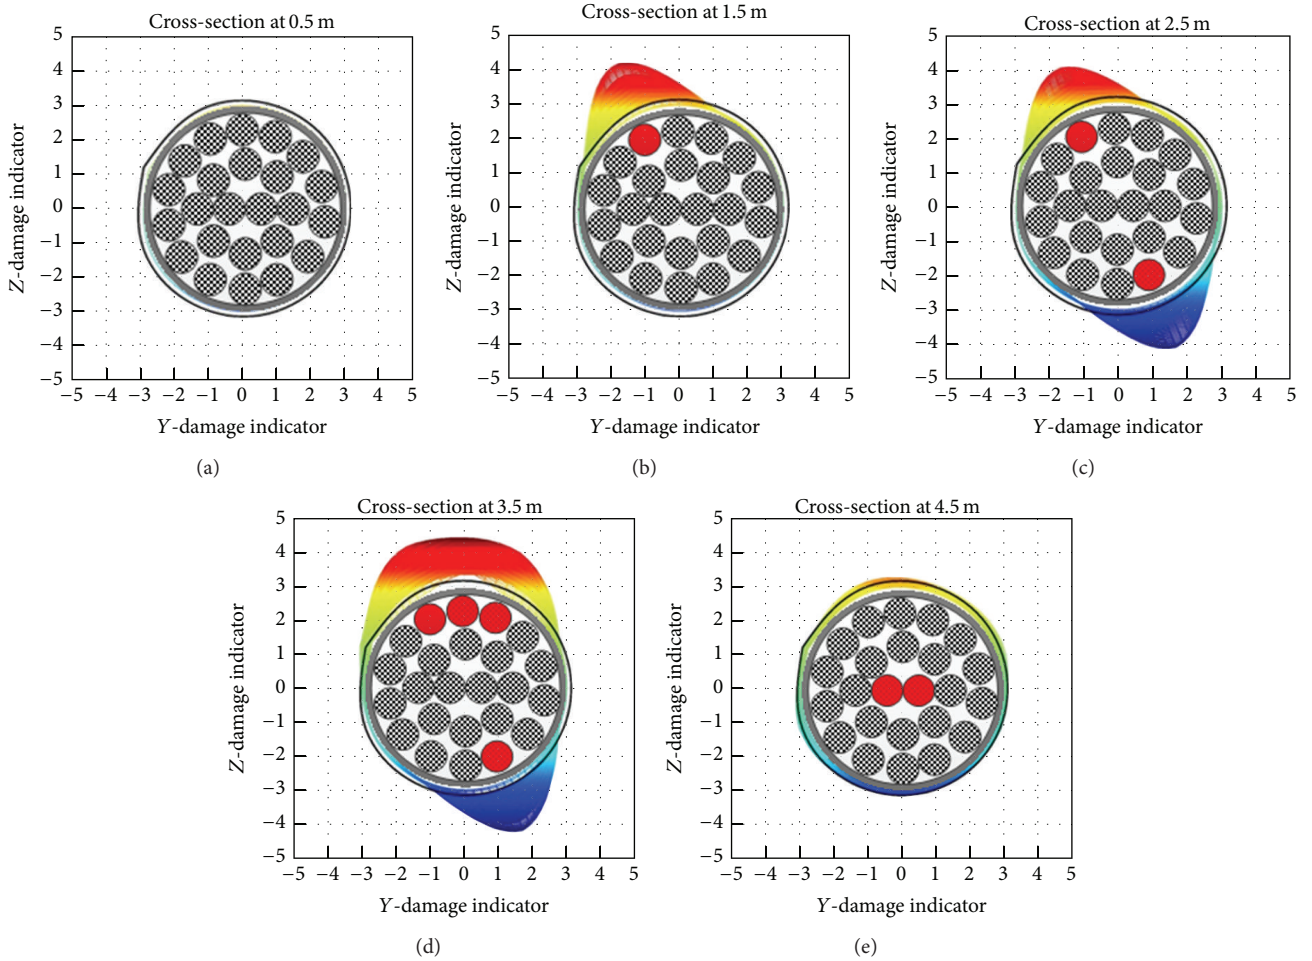 Cross-section at 0.5 m
5
4
3
2
1
0
−1
−2
−3
−4
−5
Z-damage indicator
−5 −4 −3 −2 −1 0 1 2 3 4 5
Y-damage indicator
(a)
Cross-section at 1.5 m
5
4
3
2
1
0
−1
−2
−3
−4
−5
Z-damage indicator
−5 −4 −3 −2 −1 0 1 2 3 4 5
Y-damage indicator
(b)
Cross-section at 2.5 m
5
4
3
2
1
0
−1
−2
−3
−4
−5
Z-damage indicator
−5 −4 −3 −2 −1 0 1 2 3 4 5
Y-damage indicator
(c)
Cross-section at 3.5 m
5
4
3
2
1
0
−1
−2
−3
−4
−5
Z-damage indicator
−5 −4 −3 −2 −1 0 1 2 3 4 5
Y-damage indicator
(d)
Cross-section at 4.5 m
5
4
3
2
1
0
−1
−2
−3
−4
−5
Z-damage indicator
−5 −4 −3 −2 −1 0 1 2 3 4 5
Y-damage indicator
(e)